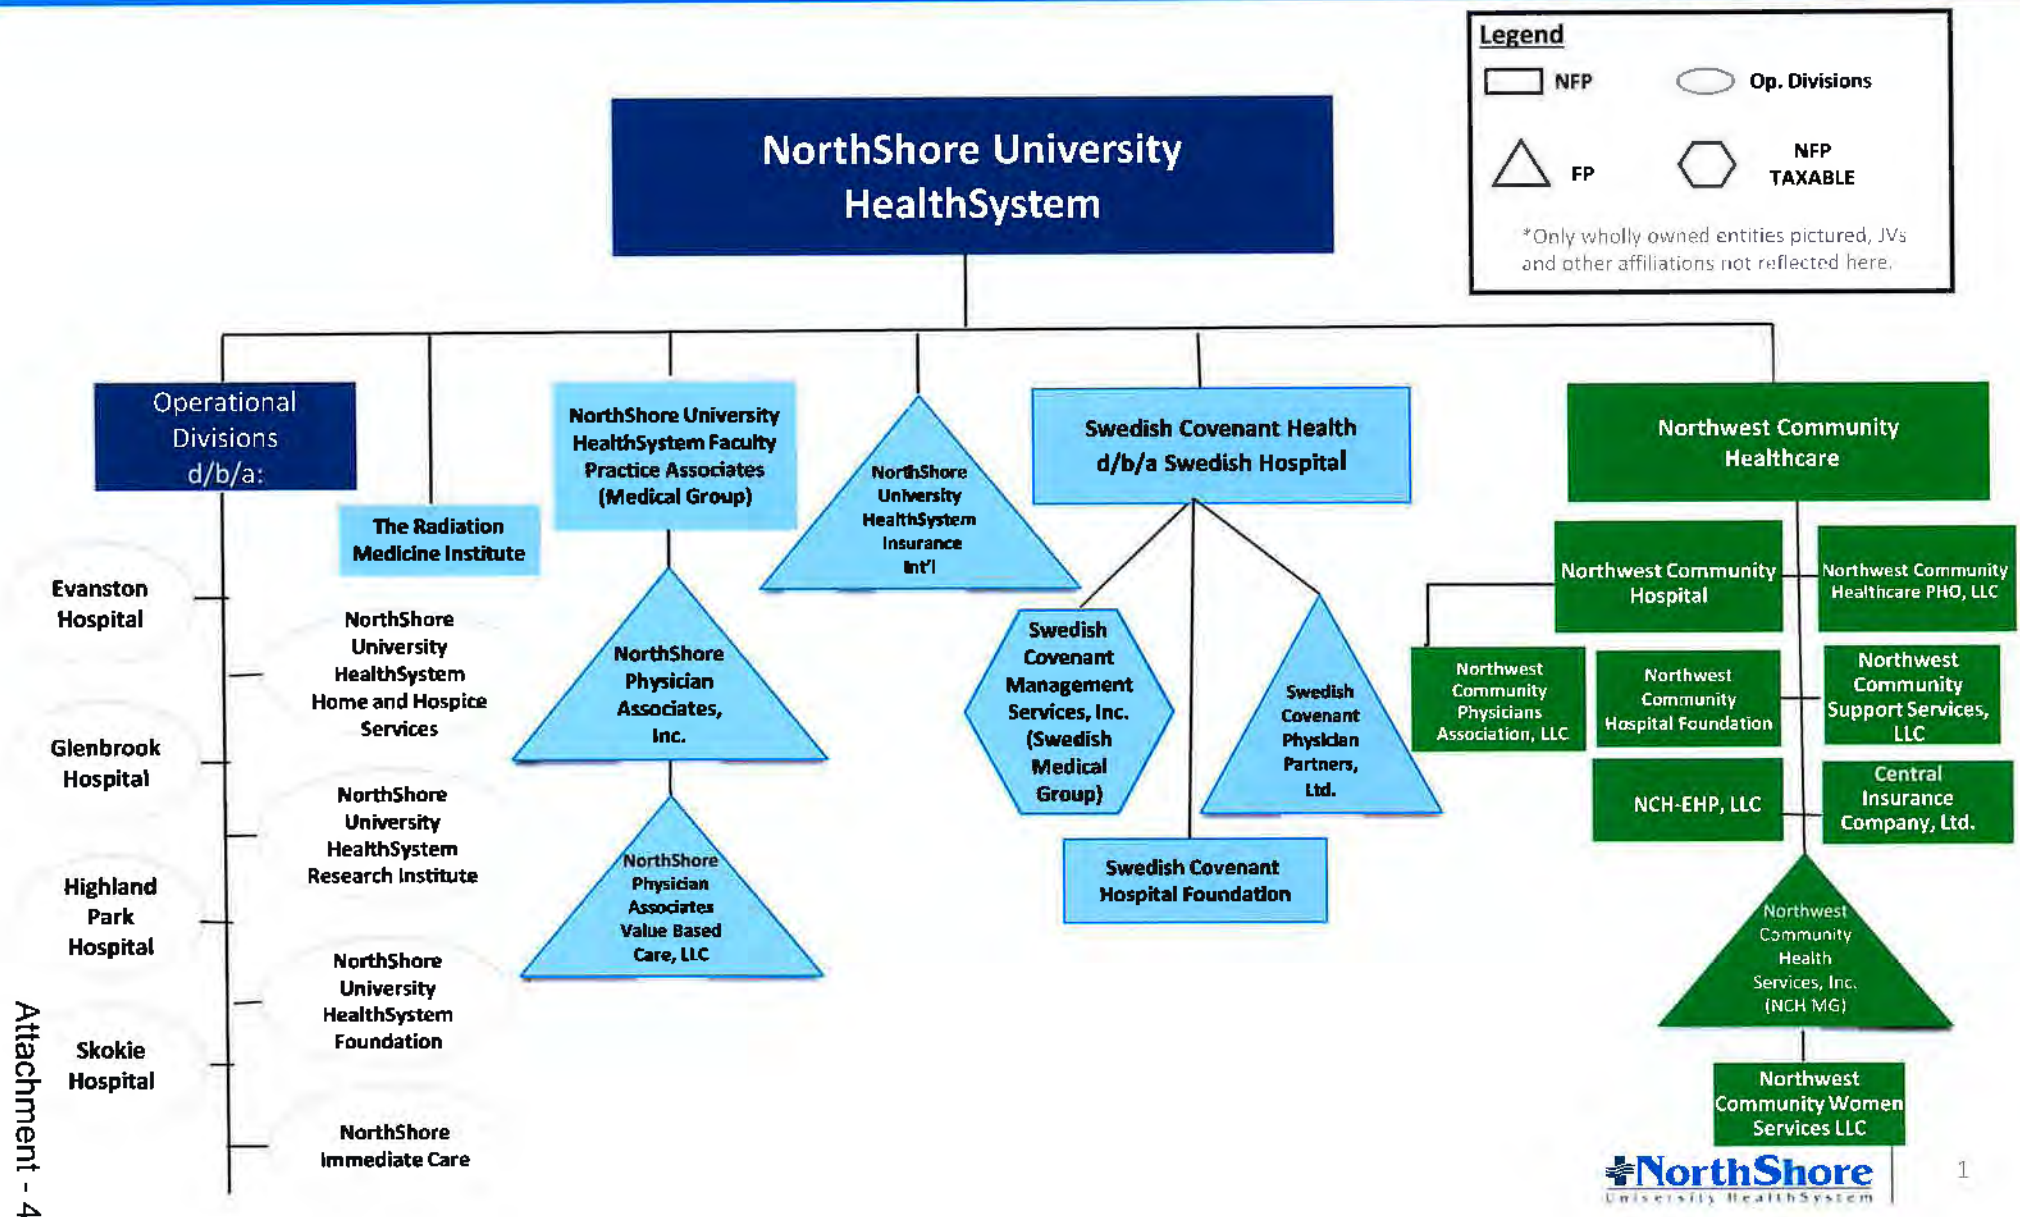 Legend
NFP
Op. Divisions
FP
NFP
TAXABLE
*Only wholly owned entities pictured, JVs
and other affiliations not reflected here.
NorthShore University
HealthSystem
Operational
Divisions
d/b/a:
Evanston
Hospital
Glenbrook
Hospital
Highland
Park
Hospital
Skokie
Hospital
NorthShore
University
HealthSystem
Home and Hospice
Services
NorthShore
University
HealthSystem
Research Institute
NorthShore
University
HealthSystem
Foundation
NorthShore
Immediate Care
The Radiation
Medicine Institute
NorthShore University
HealthSystem Faculty
Practice Associates
(Medical Group)
NorthShore
Physician
Associates,
Inc.
NorthShore
Physician
Associates
Value Based
Care, LLC
NorthShore
University
HealthSystem
Insurance
Int'l
Swedish Covenant Health
d/b/a Swedish Hospital
Swedish
Covenant
Management
Services, Inc.
(Swedish
Medical
Group)
Swedish Covenant
Hospital Foundation
Swedish
Covenant
Physician
Partners,
Ltd.
Northwest Community
Healthcare
Northwest Community
Hospital
Northwest Community
Healthcare PHO, LLC
Northwest
Community
Physicians
Association, LLC
Northwest
Community
Hospital Foundation
Northwest
Community
Support Services,
LLC
NCH-EHP, LLC
Central
Insurance
Company, Ltd.
Northwest
Community
Health
Services, Inc.
(NCH MG)
Northwest
Community Women
Services LLC
NorthShore
University HealthSystem
1
Attachment - 4